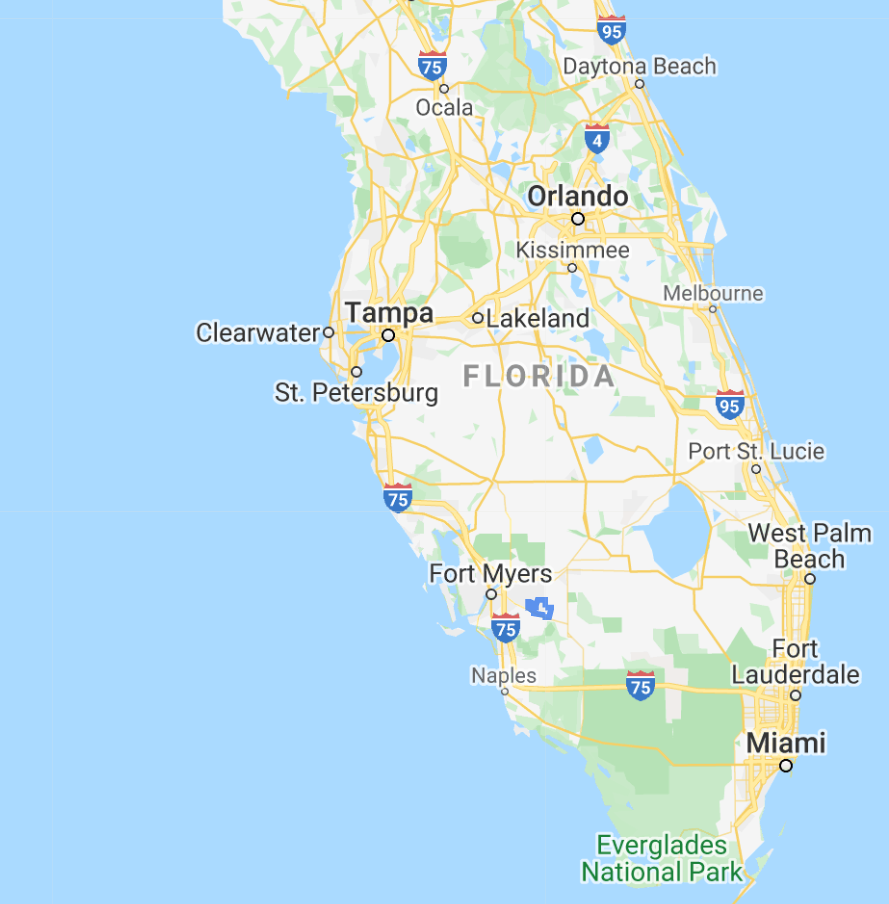 95
75
Daytona Beach
Ocala
4
Orlando
Kissimmee
Melbourne
Tampa
Lakeland
Clearwater
FLORIDA
St. Petersburg
95
Port St. Lucie
75
West Palm
Beach
Fort Myers
75
Fort
Lauderdale
Naples
75
Miami
Everglades
National Park